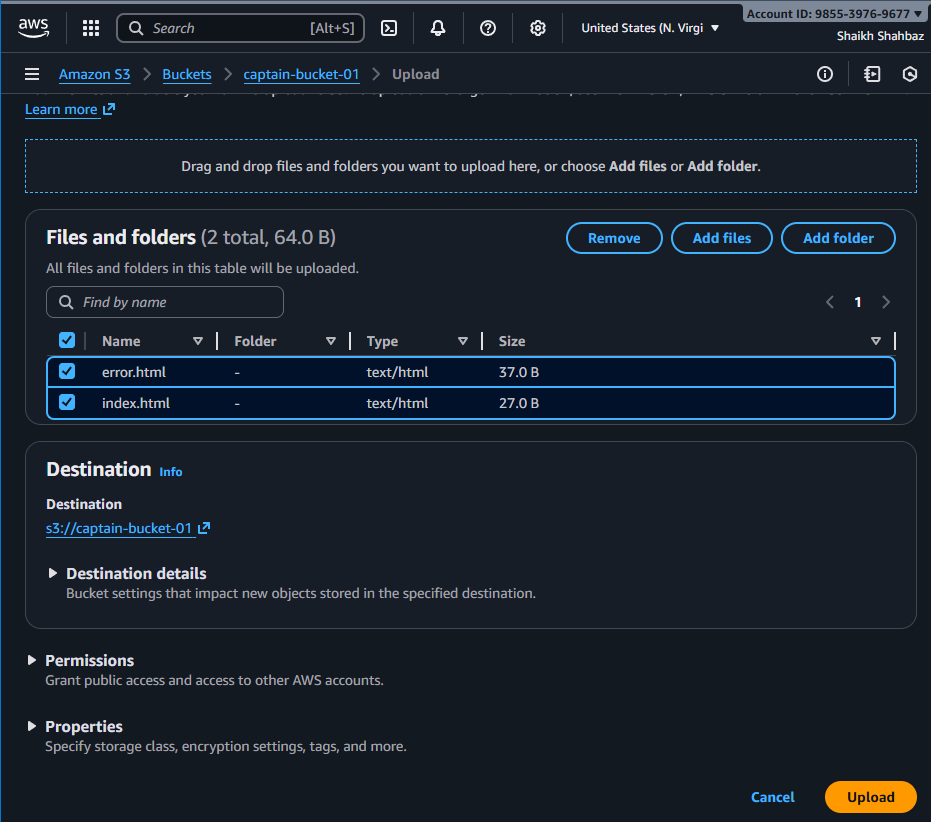 aws
Search [Alt+S]
United States (N. Virgi
Account ID: 9855-3976-9677
Shaikh Shahbaz
Amazon S3 Buckets captain-bucket-01 Upload
Learn more
Drag and drop files and folders you want to upload here, or choose Add files or Add folder.
Files and folders (2 total, 64.0 B)
Remove Add files Add folder
All files and folders in this table will be uploaded.
Find by name
1
Name Folder Type Size
error.html - text/html 37.0 B
index.html - text/html 27.0 B
Destination Info
Destination
s3://captain-bucket-01
Destination details
Bucket settings that impact new objects stored in the specified destination.
Permissions
Grant public access and access to other AWS accounts.
Properties
Specify storage class, encryption settings, tags, and more.
Cancel Upload